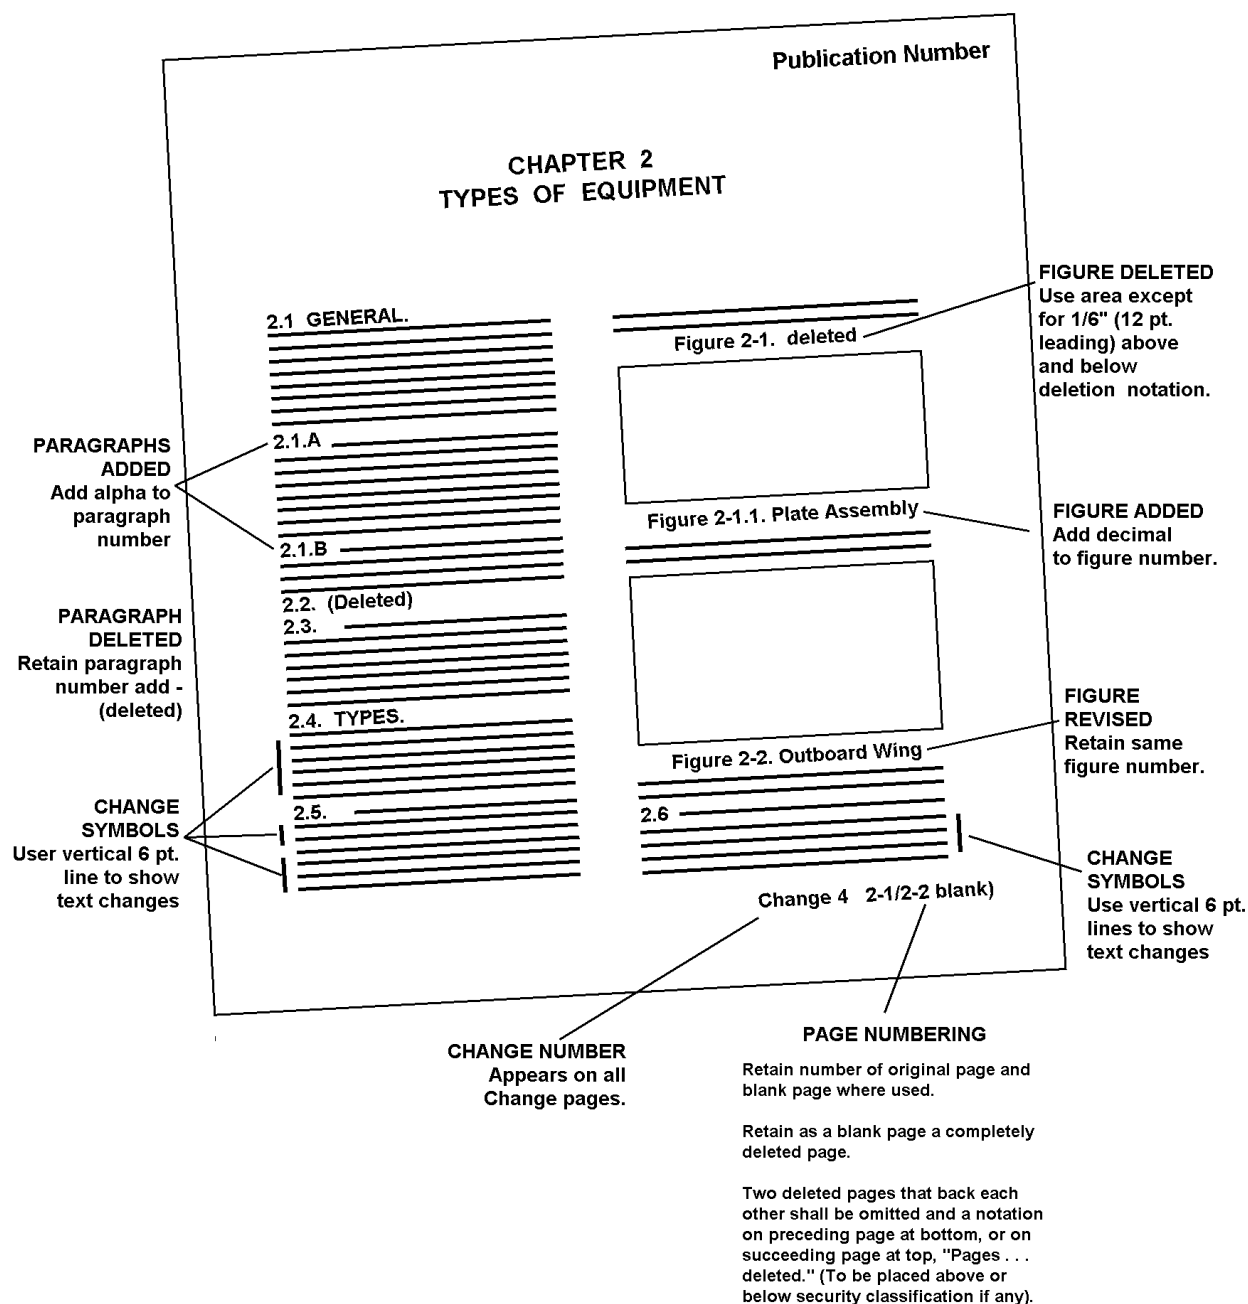 Publication Number
CHAPTER 2
TYPES OF EQUIPMENT
2.1 GENERAL.
2.1.A
2.1.B
2.2. (Deleted)
2.3.
2.4. TYPES.
2.5.
Figure 2-1. deleted
Figure 2-1.1. Plate Assembly
Figure 2-2. Outboard Wing
2.6
Change 4 2-1/2-2 blank)
PARAGRAPHS
ADDED
Add alpha to
paragraph
number
PARAGRAPH
DELETED
Retain paragraph
number add -
(deleted)
CHANGE
SYMBOLS
User vertical 6 pt.
line to show
text changes
FIGURE DELETED
Use area except
for 1/6" (12 pt.
leading) above
and below
deletion notation.
FIGURE ADDED
Add decimal
to figure number.
FIGURE
REVISED
Retain same
figure number.
CHANGE
SYMBOLS
Use vertical 6 pt.
lines to show
text changes
CHANGE NUMBER
Appears on all
Change pages.
PAGE NUMBERING
Retain number of original page and
blank page where used.
Retain as a blank page a completely
deleted page.
Two deleted pages that back each
other shall be omitted and a notation
on preceding page at bottom, or on
succeeding page at top, "Pages . . .
deleted." (To be placed above or
below security classification if any).